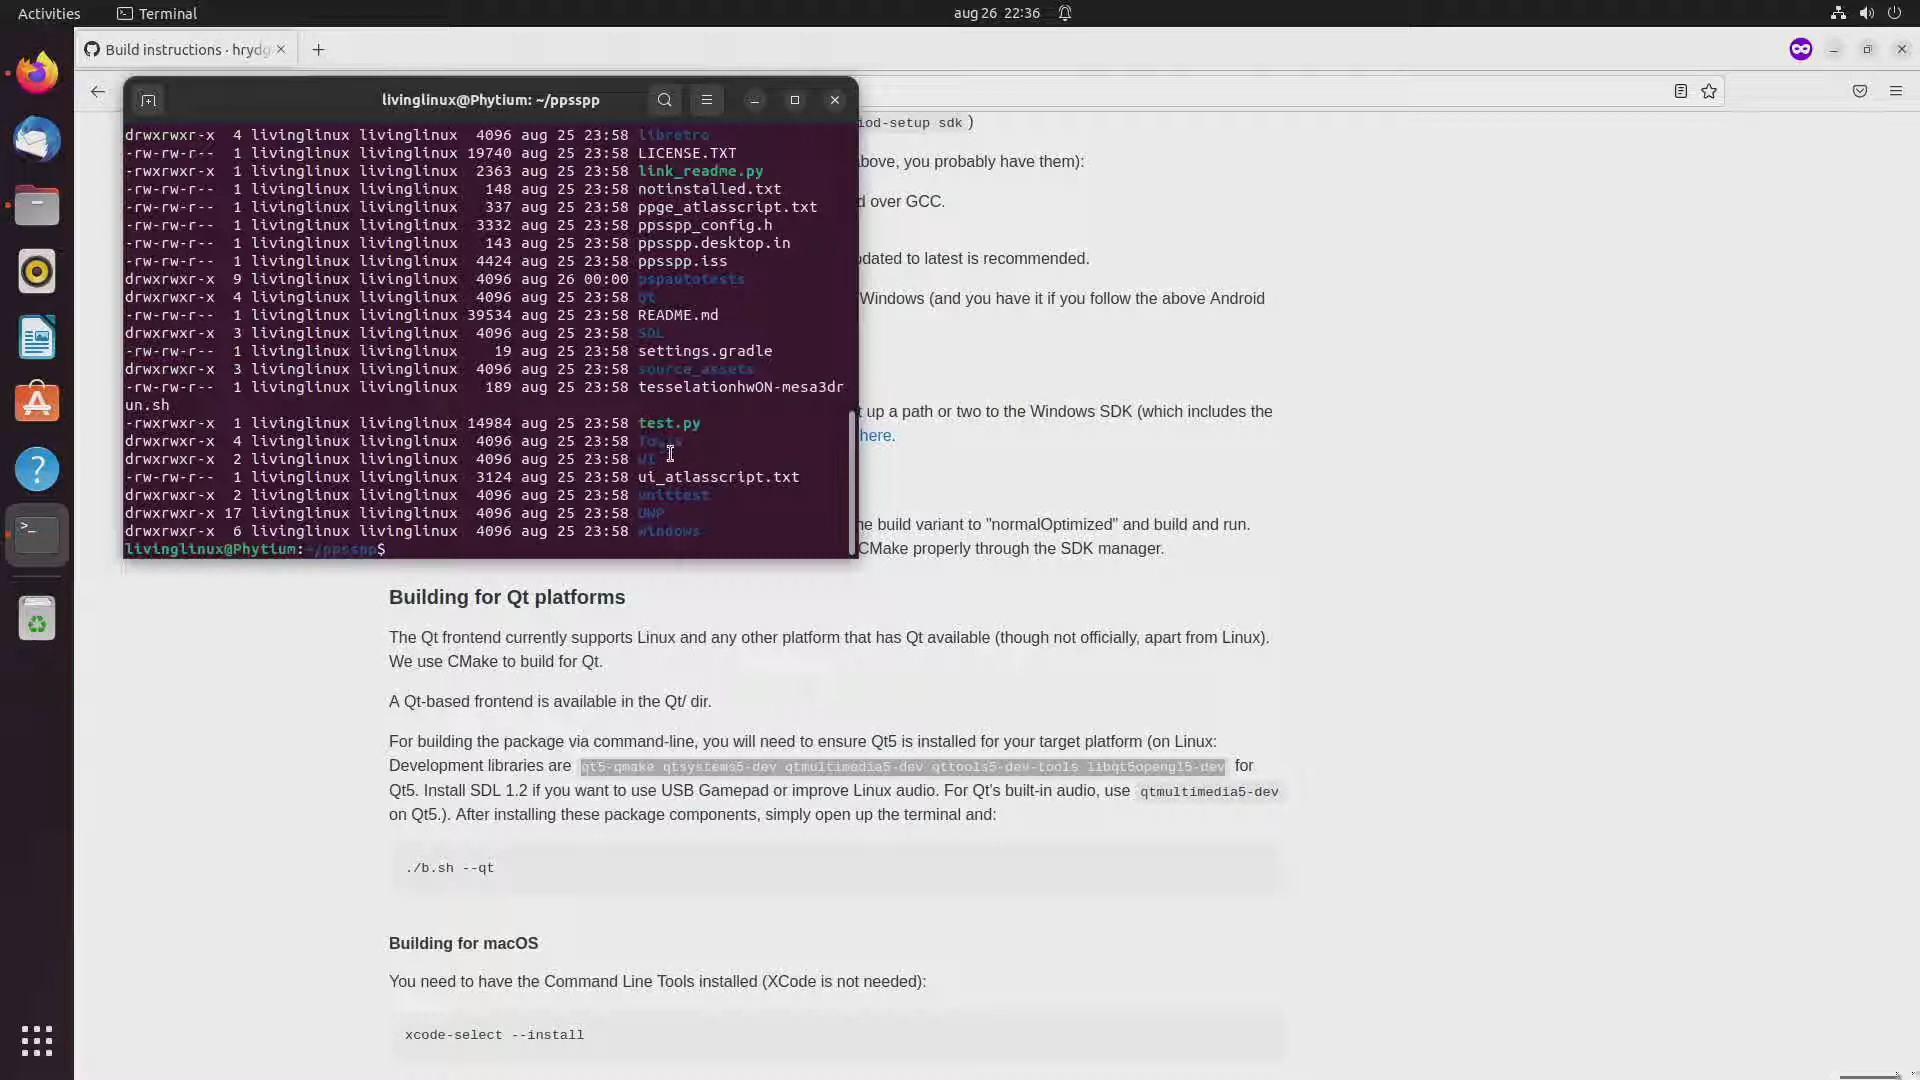 Activities Terminal aug 26 22:36
Build instructions · hrydg
livinglinux@Phytium: ~/ppsspp
drwxrwxr-x 4 livinglinux livinglinux 4096 aug 25 23:58 libretro
-rw-rw-r-- 1 livinglinux livinglinux 19740 aug 25 23:58 LICENSE.TXT
-rwxrwxr-x 1 livinglinux livinglinux 2363 aug 25 23:58 link_readme.py
-rw-rw-r-- 1 livinglinux livinglinux 148 aug 25 23:58 notinstalled.txt
-rw-rw-r-- 1 livinglinux livinglinux 337 aug 25 23:58 ppge_atlasscript.txt
-rw-rw-r-- 1 livinglinux livinglinux 3332 aug 25 23:58 ppsspp_config.h
-rw-rw-r-- 1 livinglinux livinglinux 143 aug 25 23:58 ppsspp.desktop.in
-rw-rw-r-- 1 livinglinux livinglinux 4424 aug 25 23:58 ppsspp.iss
drwxrwxr-x 9 livinglinux livinglinux 4096 aug 26 00:00 pspautotests
drwxrwxr-x 4 livinglinux livinglinux 4096 aug 25 23:58 Qt
-rw-rw-r-- 1 livinglinux livinglinux 39534 aug 25 23:58 README.md
drwxrwxr-x 3 livinglinux livinglinux 4096 aug 25 23:58 SDL
-rw-rw-r-- 1 livinglinux livinglinux 19 aug 25 23:58 settings.gradle
drwxrwxr-x 3 livinglinux livinglinux 4096 aug 25 23:58 source_assets
-rw-rw-r-- 1 livinglinux livinglinux 189 aug 25 23:58 tesselationhwON-mesa3dr
un.sh
-rwxrwxr-x 1 livinglinux livinglinux 14984 aug 25 23:58 test.py
drwxrwxr-x 4 livinglinux livinglinux 4096 aug 25 23:58
drwxrwxr-x 2 livinglinux livinglinux 4096 aug 25 23:58 UI
-rw-rw-r-- 1 livinglinux livinglinux 3124 aug 25 23:58 ui_atlasscript.txt
drwxrwxr-x 2 livinglinux livinglinux 4096 aug 25 23:58 unittest
drwxrwxr-x 17 livinglinux livinglinux 4096 aug 25 23:58 UWP
drwxrwxr-x 6 livinglinux livinglinux 4096 aug 25 23:58 Windows
livinglinux@Phytium:~/ppsspp$
iod-setup sdk )
bove, you probably have them):
d over GCC.
pdated to latest is recommended.
Windows (and you have it if you follow the above Android
t up a path or two to the Windows SDK (which includes the
here.
he build variant to "normalOptimized" and build and run.
CMake properly through the SDK manager.
Building for Qt platforms
The Qt frontend currently supports Linux and any other platform that has Qt available (though not officially, apart from Linux).
We use CMake to build for Qt.
A Qt-based frontend is available in the Qt/ dir.
For building the package via command-line, you will need to ensure Qt5 is installed for your target platform (on Linux:
Development libraries are qt5-qmake qtsystems5-dev qtmultimedia5-dev qttools5-dev-tools libqt5opengl5-dev for
Qt5. Install SDL 1.2 if you want to use USB Gamepad or improve Linux audio. For Qt's built-in audio, use qtmultimedia5-dev
on Qt5.). After installing these package components, simply open up the terminal and:
./b.sh --qt
Building for macOS
You need to have the Command Line Tools installed (XCode is not needed):
xcode-select --install